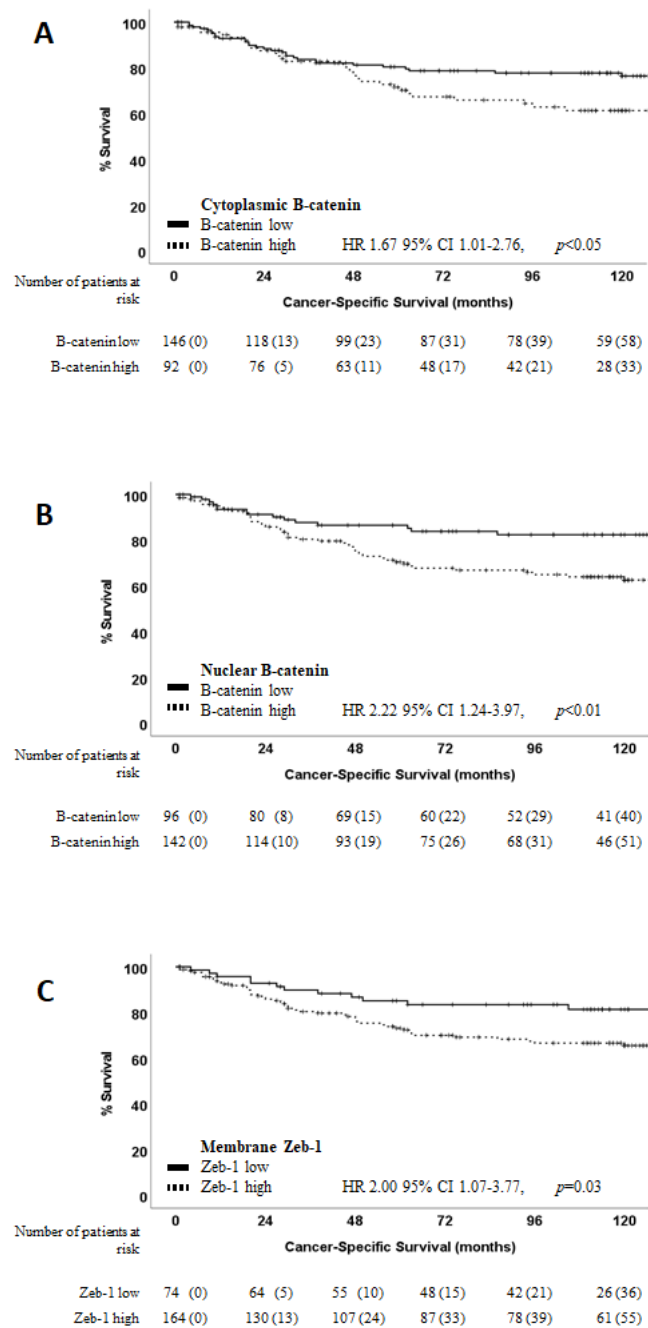 A
100
80
60
40
20
0
% Survival
Cytoplasmic B-catenin
B-catenin low
B-catenin high HR 1.67 95% CI 1.01-2.76, p<0.05
0 24 48 72 96 120
Number of patients at
risk
Cancer-Specific Survival (months)
B-catenin low 146 (0) 118 (13) 99 (23) 87 (31) 78 (39) 59 (58)
B-catenin high 92 (0) 76 (5) 63 (11) 48 (17) 42 (21) 28 (33)
B
100
80
60
40
20
0
% Survival
Nuclear B-catenin
B-catenin low
B-catenin high HR 2.22 95% CI 1.24-3.97, p<0.01
0 24 48 72 96 120
Number of patients at
risk
Cancer-Specific Survival (months)
B-catenin low 96 (0) 80 (8) 69 (15) 60 (22) 52 (29) 41 (40)
B-catenin high 142 (0) 114 (10) 93 (19) 75 (26) 68 (31) 46 (51)
C
100
80
60
40
20
0
% Survival
Membrane Zeb-1
Zeb-1 low
Zeb-1 high HR 2.00 95% CI 1.07-3.77, p=0.03
0 24 48 72 96 120
Number of patients at
risk
Cancer-Specific Survival (months)
Zeb-1 low 74 (0) 64 (5) 55 (10) 48 (15) 42 (21) 26 (36)
Zeb-1 high 164 (0) 130 (13) 107 (24) 87 (33) 78 (39) 61 (55)